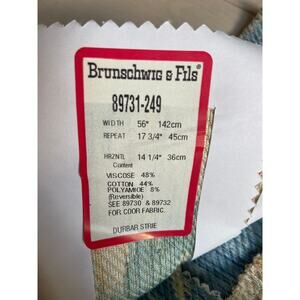 Brunschwig & Fils®
89731-249
WIDTH 56" 142cm
REPEAT 17 3/4" 45cm
HRZNTL 14 1/4" 36cm
Content
VISCOSE 48%
COTTON 44%
POLYAMIDE 8%
(Reversible)
SEE 89730 & 89732
FOR COOR FABRIC.
DURBAR STRIE